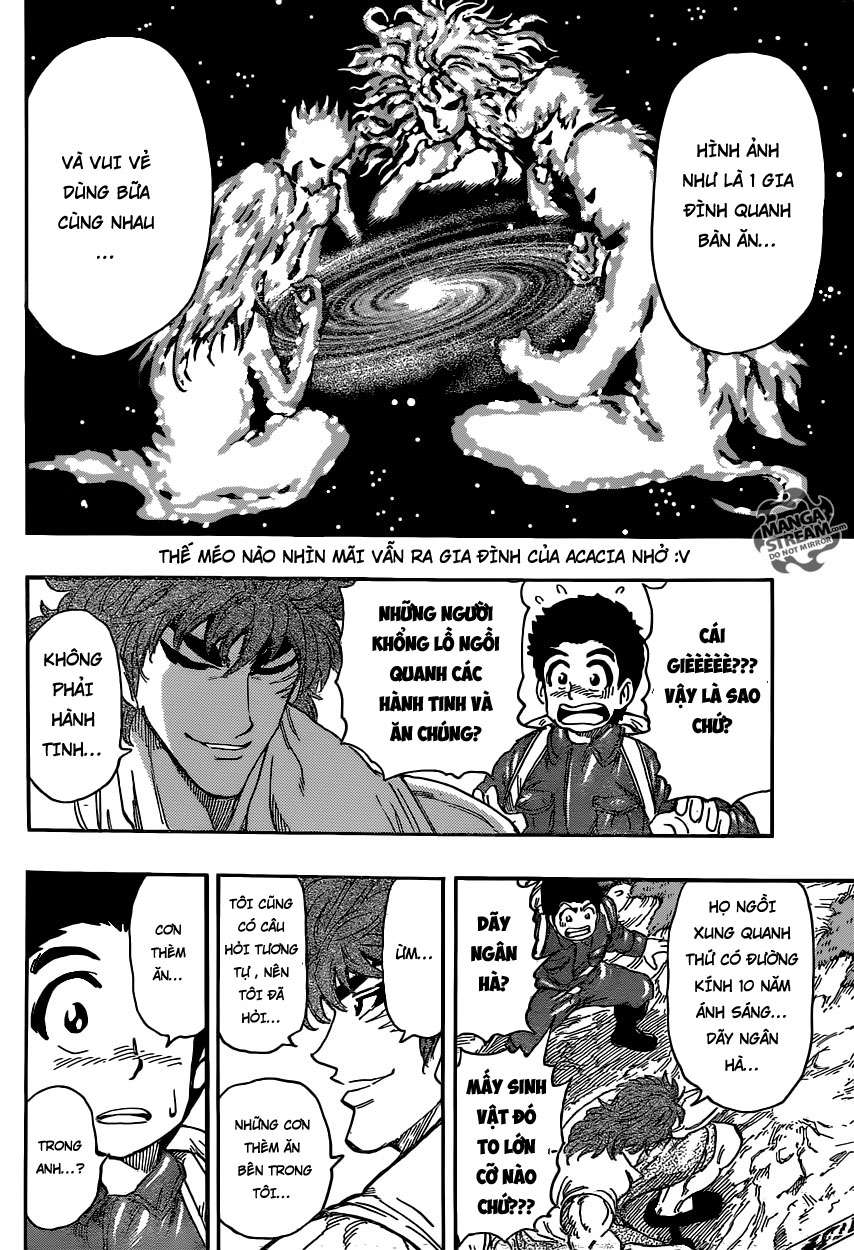 HÌNH ẢNH
NHƯ LÀ 1 GIA
ĐÌNH QUANH
BÀN ĂN...
VÀ VUI VẺ
DÙNG BỮA
CÙNG NHAU
...
MANGA
STREAM.com
DO NOT MIRROR
THẾ MÉO NÀO NHÌN MÃI VẪN RA GIA ĐÌNH CỦA ACACIA NHỞ :V
CÁI
GIÈÈÈÈÈ???
VẬY LÀ SAO
CHỨ?
NHỮNG NGƯỜI
KHỔNG LỒ NGỒI
QUANH CÁC
HÀNH TINH VÀ
ĂN CHÚNG?
KHÔNG
PHẢI
HÀNH
TINH...
HỌ NGỒI
XUNG QUANH
THỨ CÓ ĐƯỜNG
KÍNH 10 NĂM
ÁNH SÁNG...
DÃY NGÂN
HÀ...
DÃY
NGÂN
HÀ?
MẤY SINH
VẬT ĐÓ
TO LỚN
CỠ NÀO
CHỨ???
ỪM...
TÔI CŨNG
CÓ CÂU
HỎI TƯƠNG
TỰ , NÊN
TÔI ĐÃ
HỎI...
NHỮNG CƠN
THÈM ĂN
BÊN TRONG
TÔI...
CƠN
THÈM
ĂN...
TRONG
ANH...?